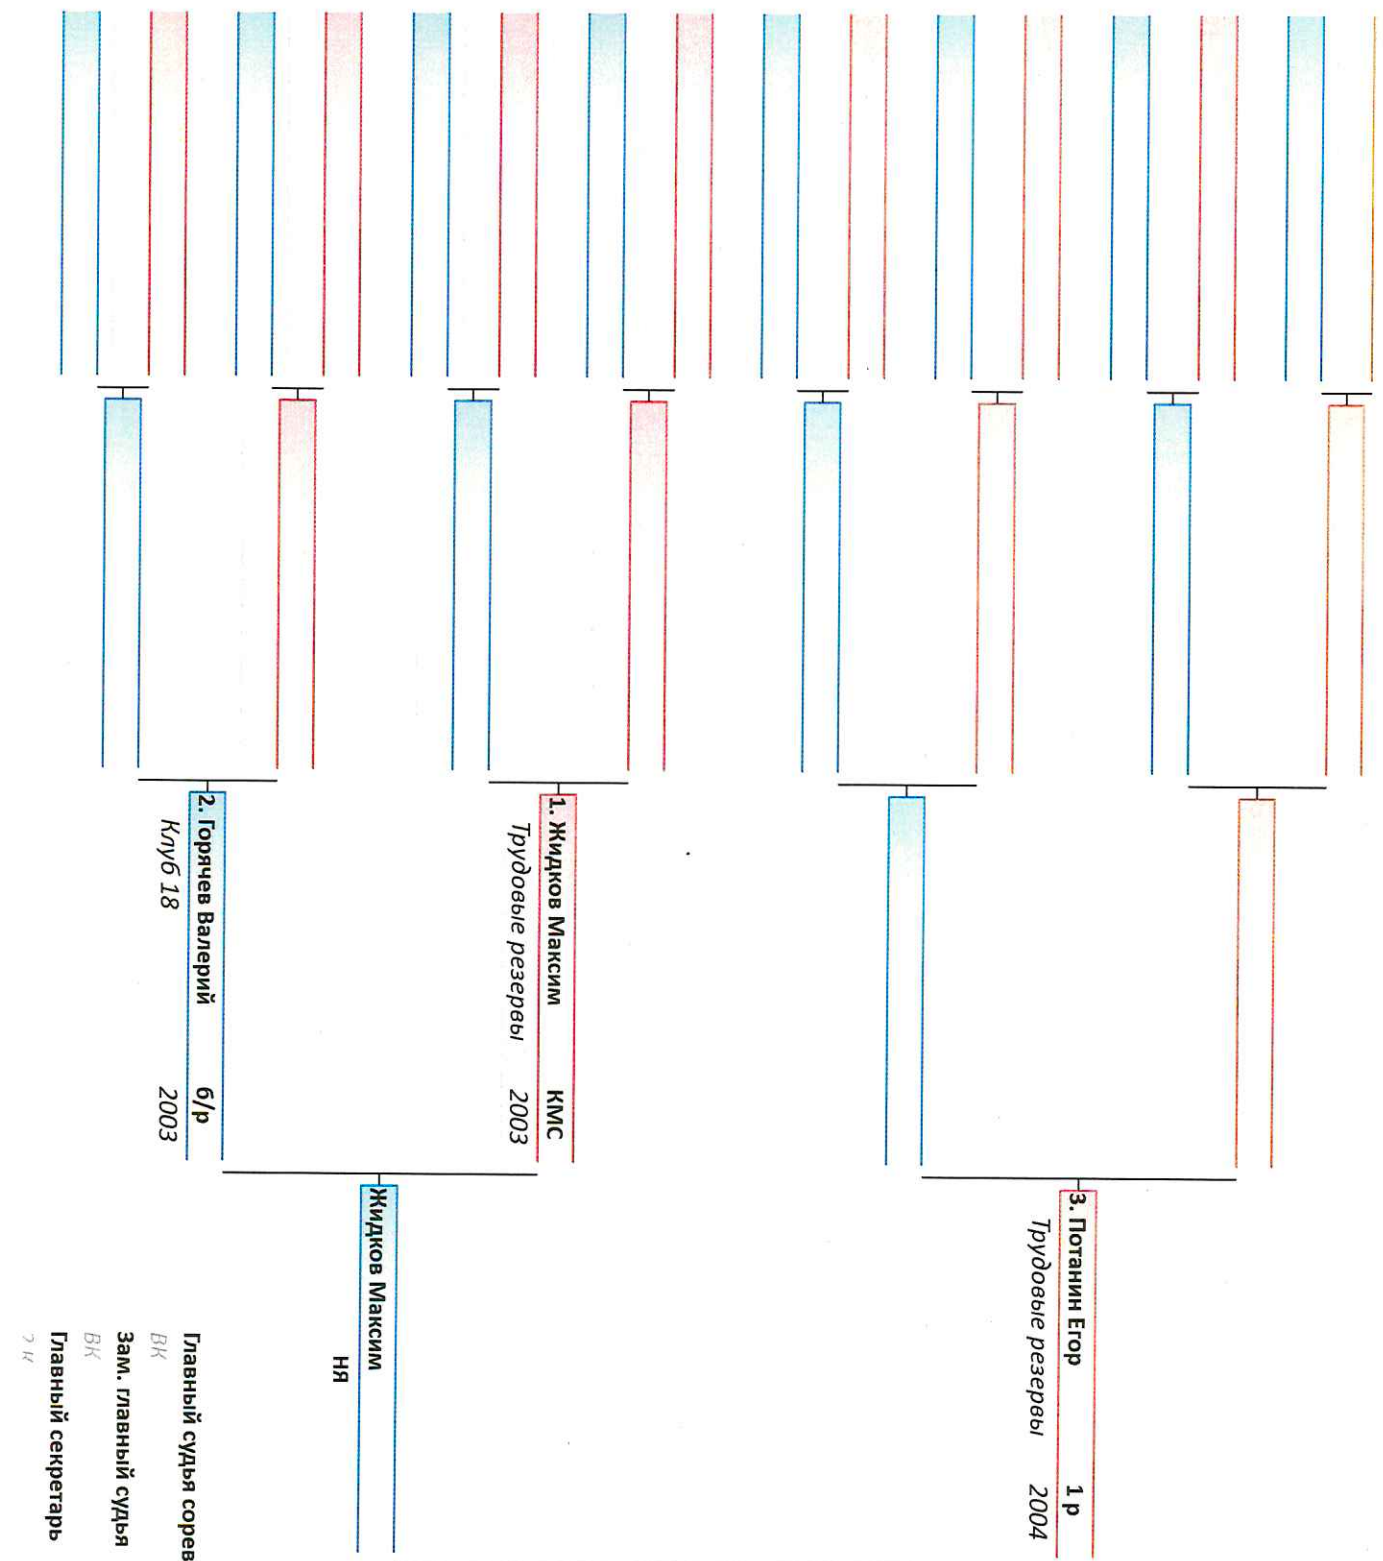 3. Потанин Егор 1 р
Трудовые резервы 2004
1. Жидков Максим КМС
Трудовые резервы 2003
Жидков Максим
НЯ
2. Горячев Валерий б/р
Клуб 18 2003
Главный судья сорев
ВК
Зам. главный судья
ВК
Главный секретарь